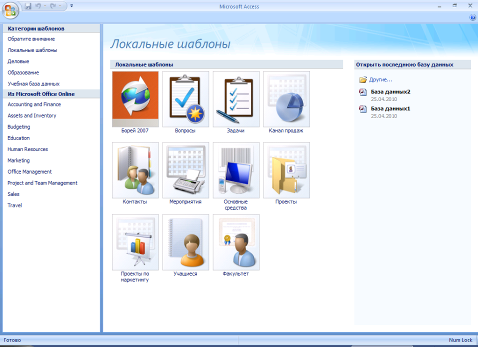 Microsoft Access
Категории шаблонов
Обратите внимание
Локальные шаблоны
Деловые
Образование
Учебная база данных
Из Microsoft Office Online
Accounting and Finance
Assets and Inventory
Budgeting
Education
Human Resources
Marketing
Office Management
Project and Team Management
Sales
Travel
Локальные шаблоны
Локальные шаблоны
Борей 2007
Вопросы
Задачи
Канал продаж
Контакты
Мероприятия
Основные
средства
Проекты
Проекты по
маркетингу
Учащиеся
Факультет
Открыть последнюю базу данных
Другие...
База данных2
25.04.2010
База данных1
25.04.2010
Готово
Num Lock